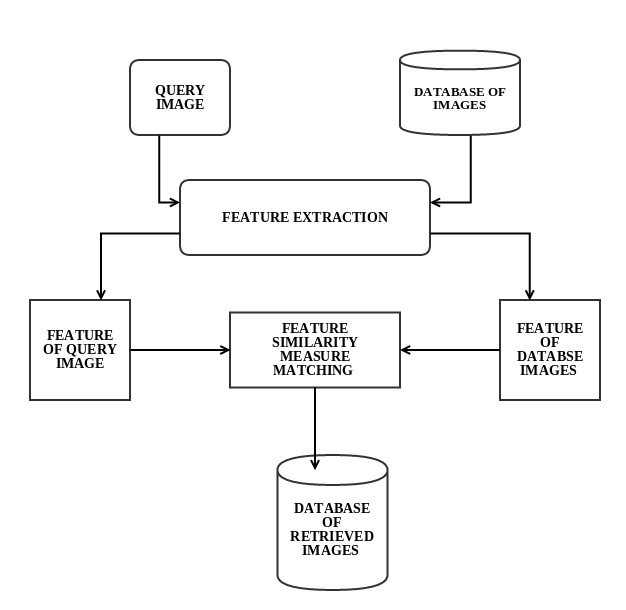 QUERY
IMAGE
DATABASE OF
IMAGES
FEATURE EXTRACTION
FEATURE
OF QUERY
IMAGE
FEATURE
SIMILARITY
MEASURE
MATCHING
FEATURE
OF
DATABSE
IMAGES
DATABASE
OF
RETRIEVED
IMAGES